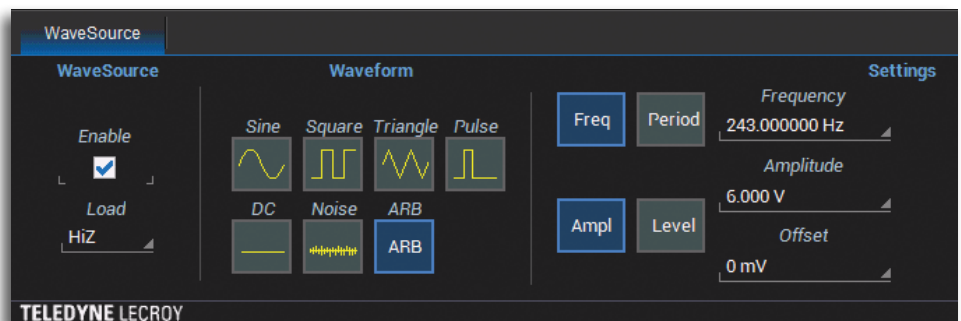 WaveSource
WaveSource Waveform Settings
Enable
Load
HiZ
Sine Square Triangle Pulse
DC Noise ARB
ARB
Freq Period
Ampl Level
Frequency
243.000000 Hz
Amplitude
6.000 V
Offset
0 mV
TELEDYNE LECROY